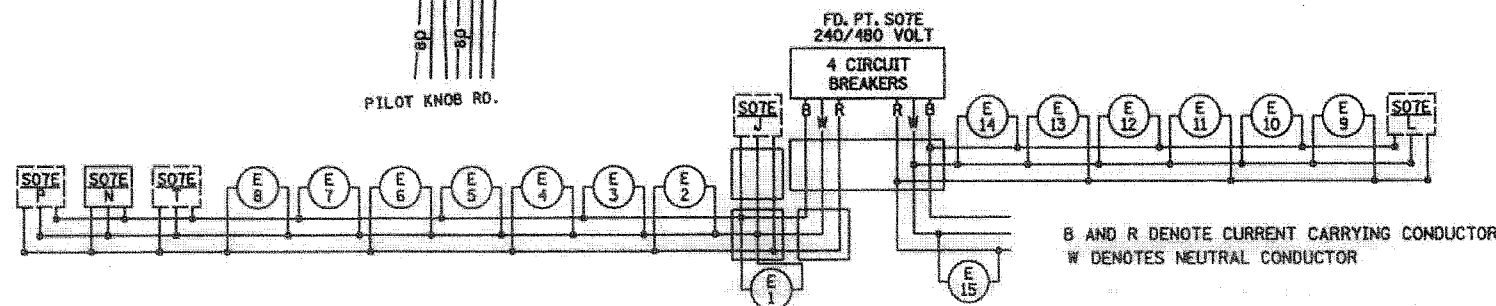 80 80
PILOT KNOB RD.
FD. PT. SO7E
240/480 VOLT
4 CIRCUIT
BREAKERS
B W R R W B
SO7E
J
E
14
E
13
E
12
E
11
E
10
E
9
SO7E
L
SO7E
P
SO7E
N
SO7E
T
E
8
E
7
E
6
E
5
E
4
E
3
E
2
E
1
E
15
B AND R DENOTE CURRENT CARRYING CONDUCTOR
W DENOTES NEUTRAL CONDUCTOR